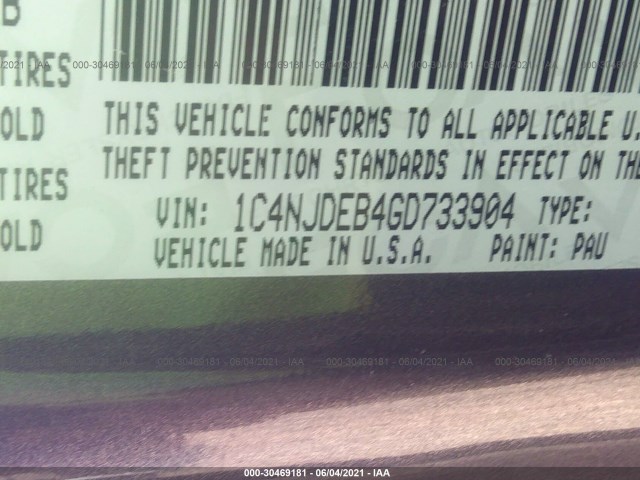 B
TIRES
OLD
TIRES
OLD
THIS VEHICLE CONFORMS TO ALL APPLICABLE U.
THEFT PREVENTION STANDARDS IN EFFECT ON THE
VIN: 1C4NJDEB4GD733904 TYPE:
VEHICLE MADE IN U.S.A. PAINT: PAU
000-30469181 - 06/04/2021 - IAA